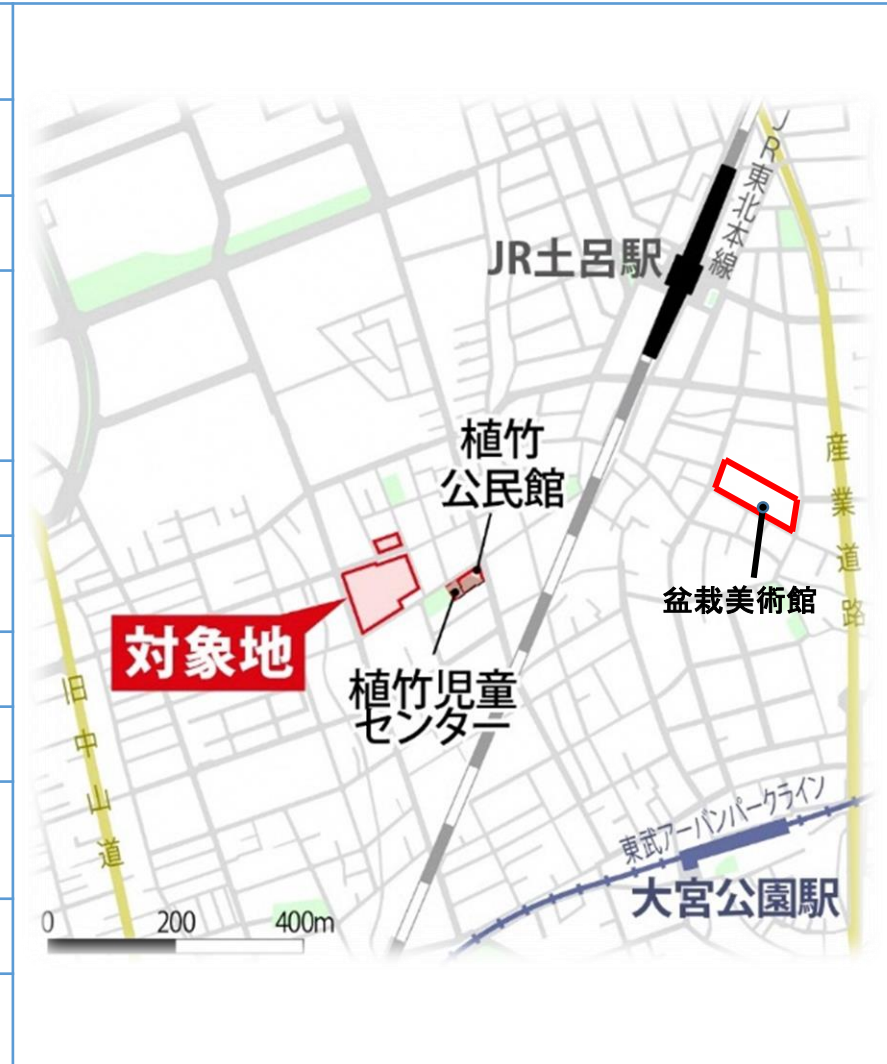 JR東北本線
JR土呂駅
植竹
公民館
産業道路
盆栽美術館
対象地
植竹児童
センター
旧中山道
東武アーバンパークライン
大宮公園駅
0 200 400m